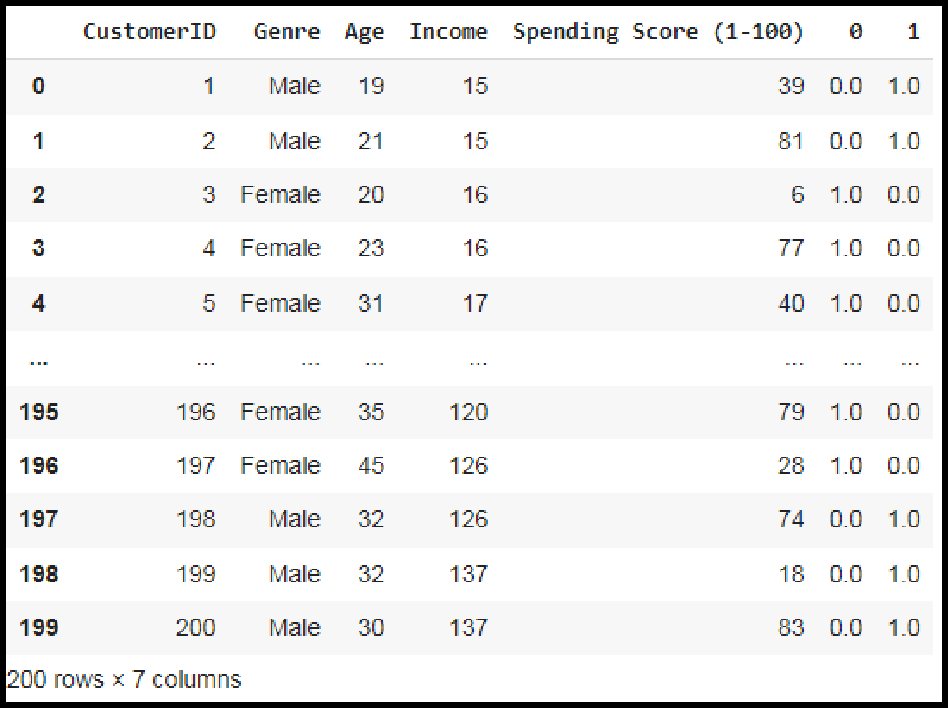 CustomerID Genre Age Income Spending Score (1-100) 0 1
0 1 Male 19 15 39 0.0 1.0
1 2 Male 21 15 81 0.0 1.0
2 3 Female 20 16 6 1.0 0.0
3 4 Female 23 16 77 1.0 0.0
4 5 Female 31 17 40 1.0 0.0
... ... ... ... ... ... ... ...
195 196 Female 35 120 79 1.0 0.0
196 197 Female 45 126 28 1.0 0.0
197 198 Male 32 126 74 0.0 1.0
198 199 Male 32 137 18 0.0 1.0
199 200 Male 30 137 83 0.0 1.0
200 rows × 7 columns